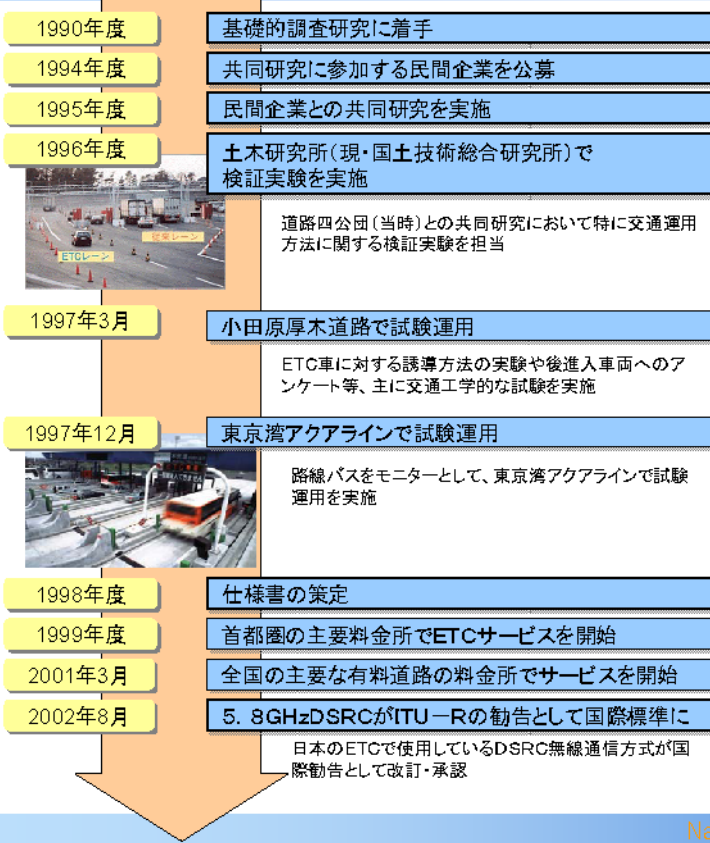 1990年度
基礎的調査研究に着手
1994年度
共同研究に参加する民間企業を公募
1995年度
民間企業との共同研究を実施
1996年度
土木研究所（現・国土技術総合研究所）で
検証実験を実施
従来レーン
ETCレーン
道路四公団（当時）との共同研究において特に交通運用
方法に関する検証実験を担当
1997年3月
小田原厚木道路で試験運用
ETC車に対する誘導方法の実験や後進入車両へのア
ンケート等、主に交通工学的な試験を実施
1997年12月
東京湾アクアラインで試験運用
路線バスをモニターとして、東京湾アクアラインで試験
運用を実施
1998年度
仕様書の策定
1999年度
首都圏の主要料金所でETCサービスを開始
2001年3月
全国の主要な有料道路の料金所でサービスを開始
2002年8月
5．8GHzDSRCがITU－Rの勧告として国際標準に
日本のETCで使用しているDSRC無線通信方式が国
際勧告として改訂・承認